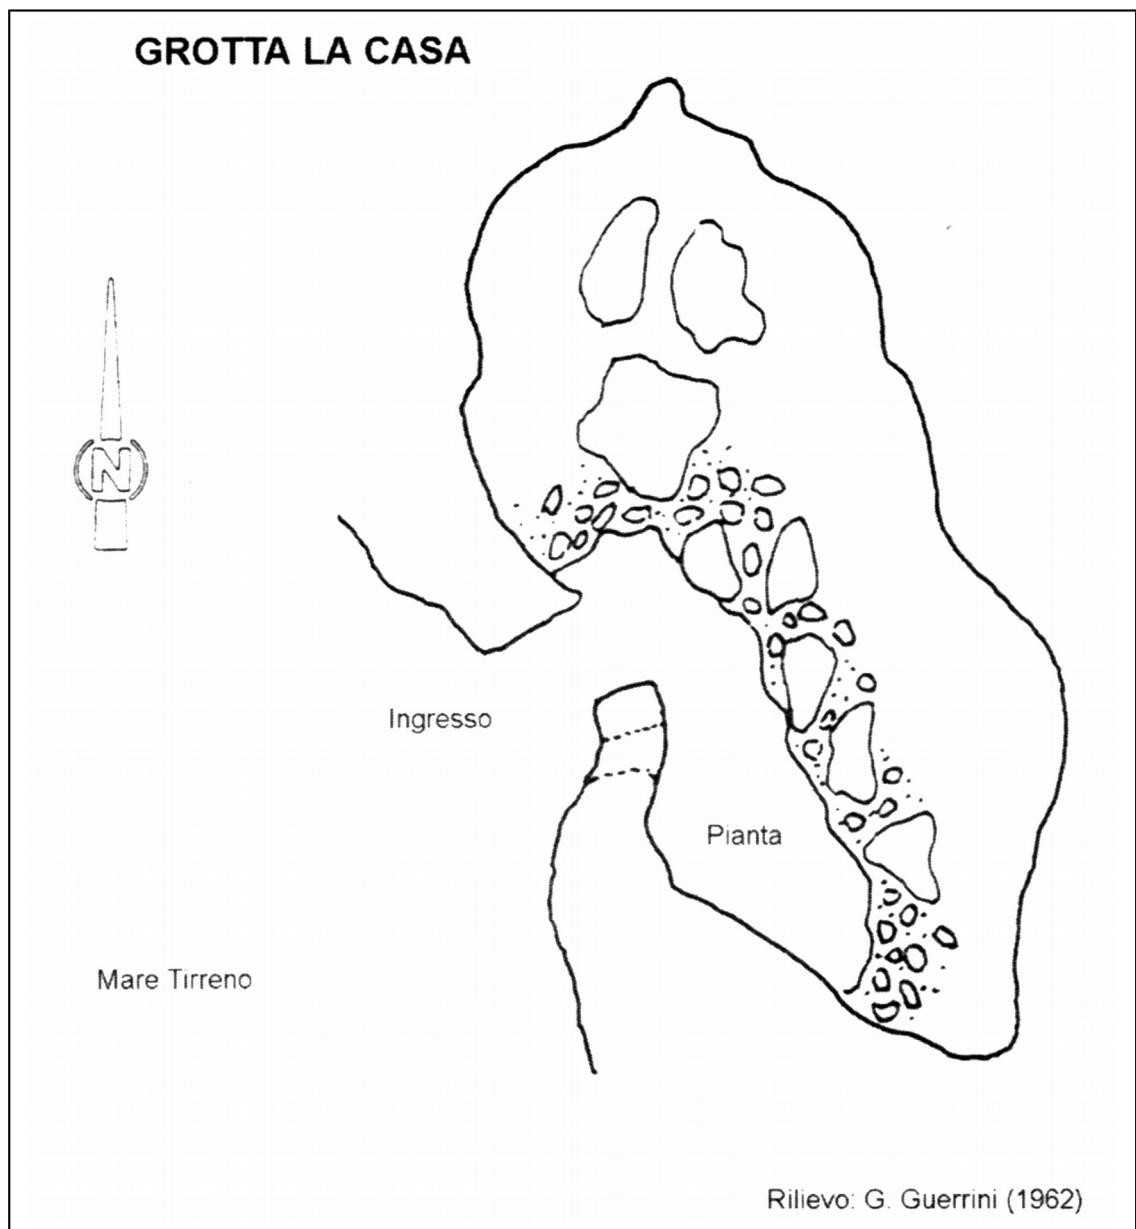 GROTTA LA CASA
N
Ingresso
Pianta
Mare Tirreno
Rilievo: G. Guerrini (1962)